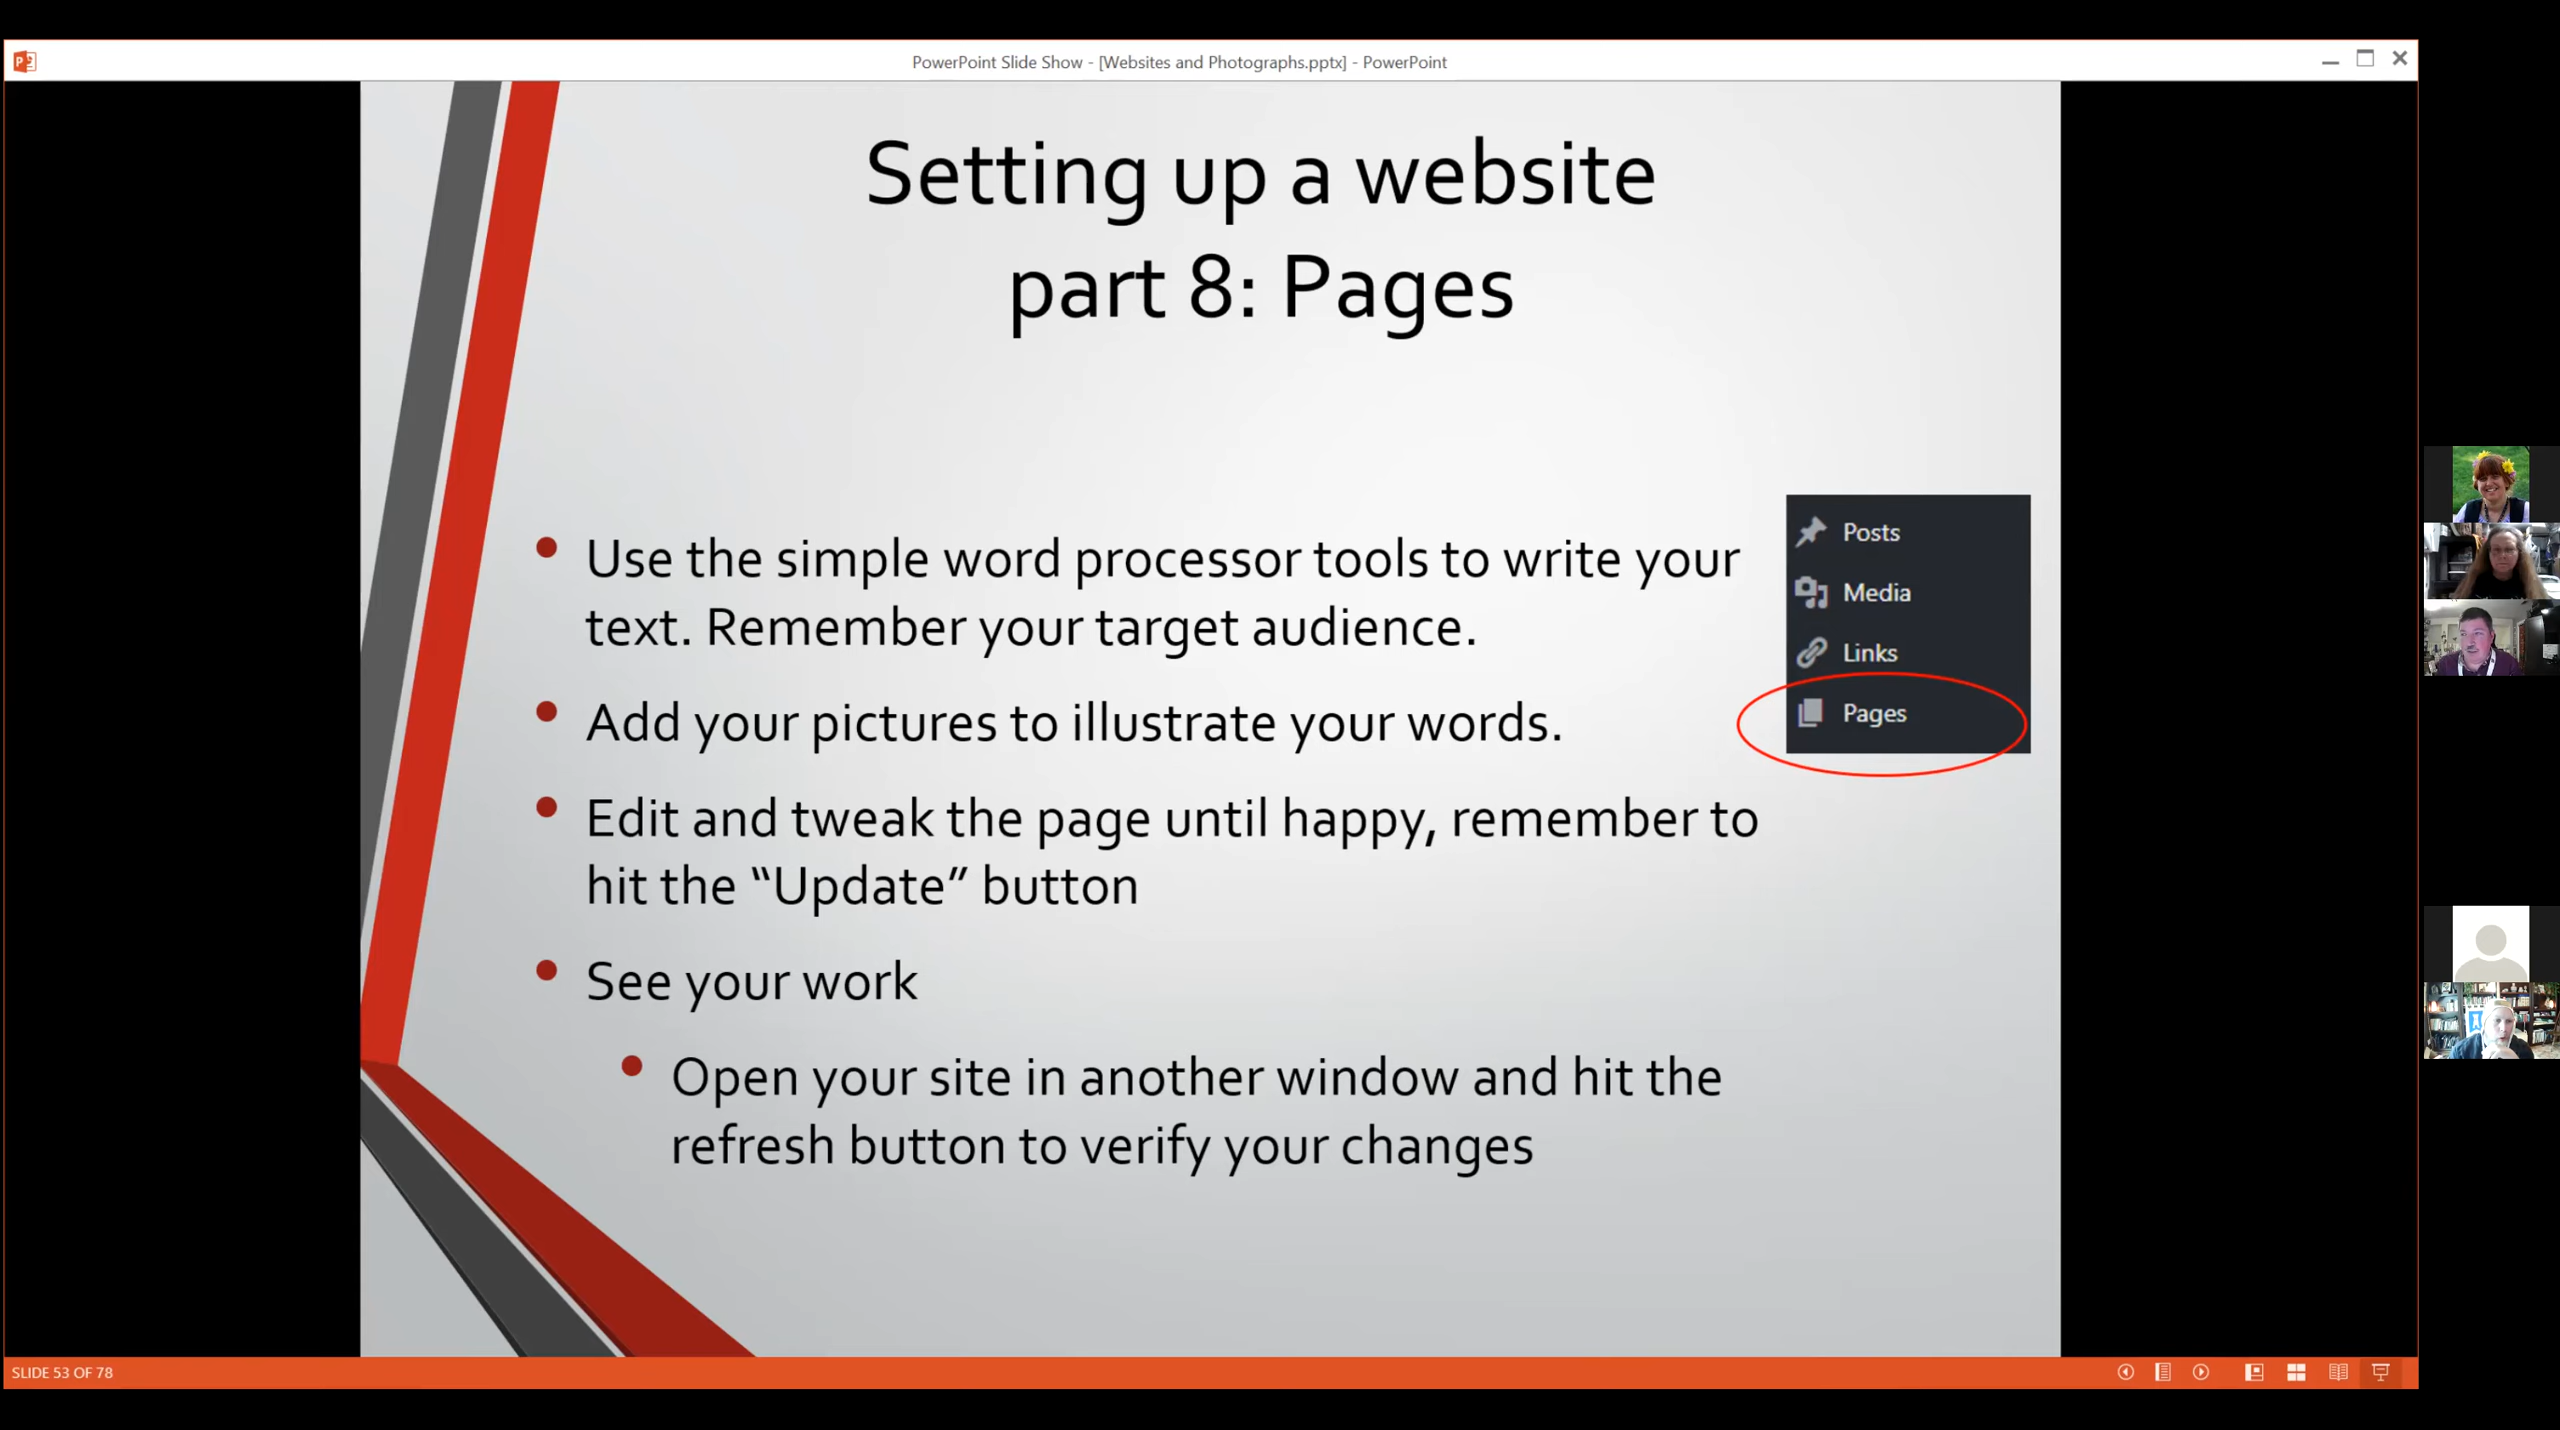 PowerPoint Slide Show - [Websites and Photographs.pptx] - PowerPoint
Setting up a website
part 8: Pages
• Use the simple word processor tools to write your
text. Remember your target audience.
• Add your pictures to illustrate your words.
• Edit and tweak the page until happy, remember to
hit the “Update” button
• See your work
• Open your site in another window and hit the
refresh button to verify your changes
Posts
Media
Links
Pages
SLIDE 53 OF 78